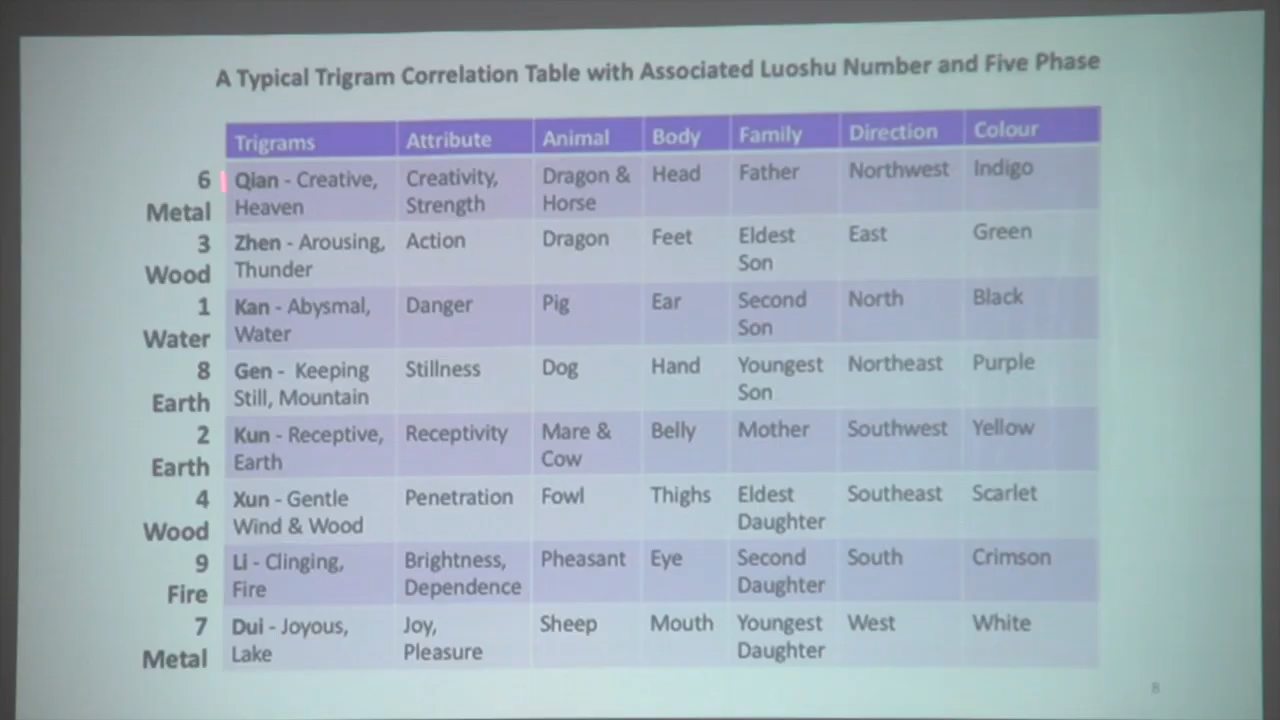 A Typical Trigram Correlation Table with Associated Luoshu Number and Five Phase
Trigrams Attribute Animal Body Family Direction Colour
6 Qian - Creative, Creativity, Dragon & Head Father Northwest Indigo
Metal Heaven Strength Horse
3 Zhen - Arousing, Action Dragon Feet Eldest East Green
Wood Thunder Son
1 Kan - Abysmal, Danger Pig Ear Second North Black
Water Water Son
8 Gen - Keeping Stillness Dog Hand Youngest Northeast Purple
Earth Still, Mountain Son
2 Kun - Receptive, Receptivity Mare & Belly Mother Southwest Yellow
Earth Earth Cow
4 Xun - Gentle Penetration Fowl Thighs Eldest Southeast Scarlet
Wood Wind & Wood Daughter
9 Li - Clinging, Brightness, Pheasant Eye Second South Crimson
Fire Fire Dependence Daughter
7 Dui - Joyous, Joy, Sheep Mouth Youngest West White
Metal Lake Pleasure Daughter
8